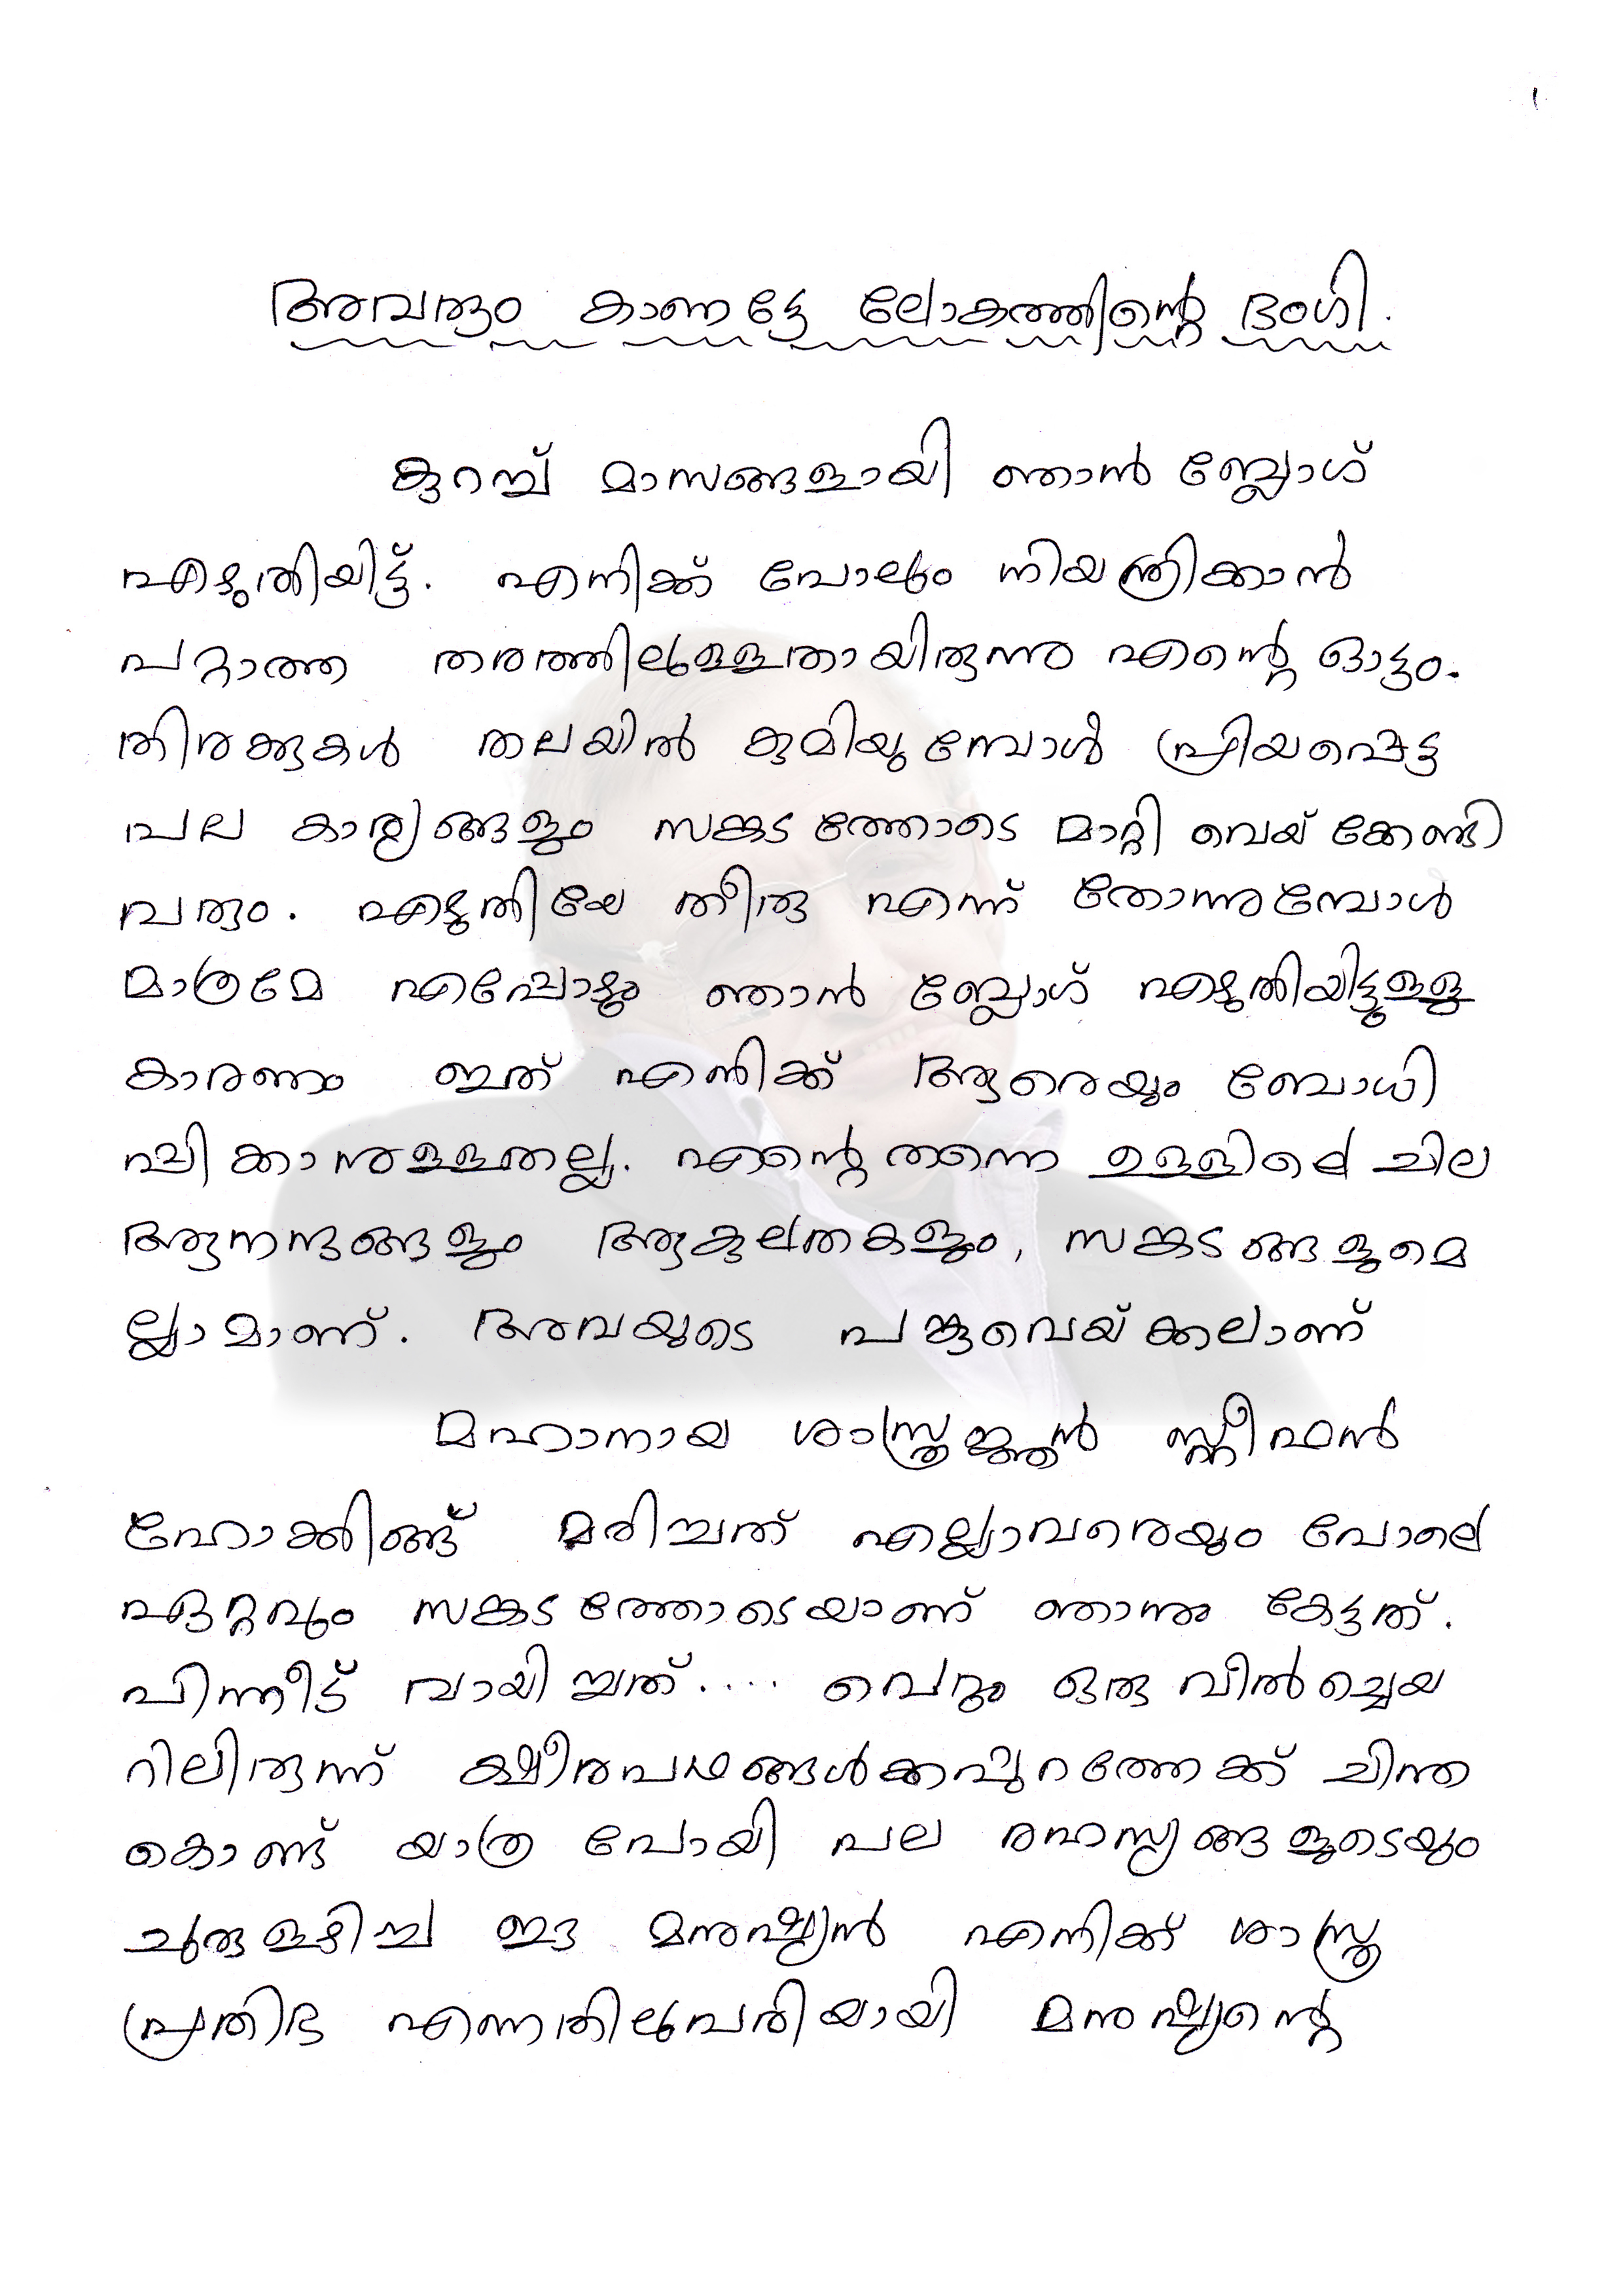 1
അവരും കാണട്ടേ ലോകത്തിന്റെ ഭംഗി.
കുറച്ച് മാസങ്ങളായി ഞാൻ ബ്ലോഗ്
എഴുതിയിട്ട്. എനിക്ക് പോലും നിയന്ത്രിക്കാൻ
പറ്റാത്ത തരത്തിലുള്ളതായിരുന്നു എന്റെ ഓട്ടം.
തിരക്കുകൾ തലയിൽ കുമിയുമ്പോൾ പ്രിയപ്പെട്ട
പല കാര്യങ്ങളും സങ്കടത്തോടെ മാറ്റി വെയ്ക്കേണ്ടി
വരും. എഴുതിയേ തീരു എന്ന് തോന്നുമ്പോൾ
മാത്രമേ എപ്പോഴും ഞാൻ ബ്ലോഗ് എഴുതിയിട്ടുള്ളു
കാരണം ഇത് എനിക്ക് ആരെയും ബോധി
പ്പിക്കാനുള്ളതല്ല. എന്റെ തന്നെ ഉള്ളിലെ ചില
ആനന്ദങ്ങളും ആകുലതകളും, സങ്കടങ്ങളുമെ
ല്ലാമാണ്. അവയുടെ പങ്കുവെയ്ക്കലാണ്
മഹാനായ ശാസ്ത്രജ്ഞൻ സ്റ്റീഫൻ
ഹോക്കിങ്ങ് മരിച്ചത് എല്ലാവരെയും പോലെ
ഏറ്റവും സങ്കടത്തോടെയാണ് ഞാനും കേട്ടത്.
പിന്നീട് വായിച്ചത്.... വെറും ഒരു വീൽച്ചെയ
റിലിരുന്ന് ക്ഷീരപഥങ്ങൾക്കപ്പുറത്തേക്ക് ചിന്ത
കൊണ്ട് യാത്ര പോയി പല രഹസ്യങ്ങളുടെയും
ചുരുളഴിച്ച ഈ മനുഷ്യൻ എനിക്ക് ശാസ്ത്ര
പ്രതിഭ എന്നതിലുപരിയായി മനുഷ്യന്റെ